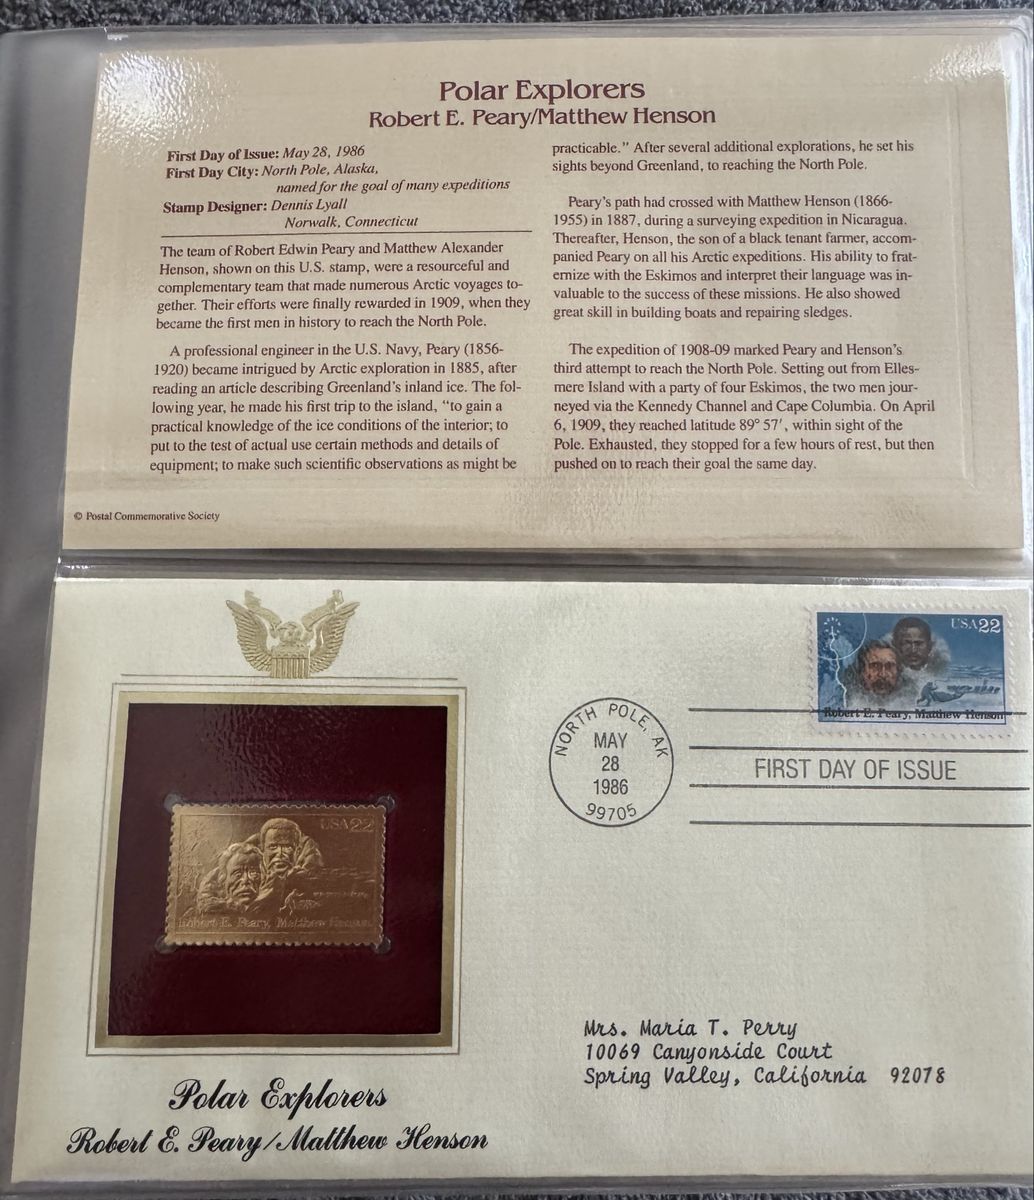 Polar Explorers
Robert E. Peary/Matthew Henson
First Day of Issue: May 28, 1986
First Day City: North Pole, Alaska,
named for the goal of many expeditions
Stamp Designer: Dennis Lyall
Norwalk, Connecticut
The team of Robert Edwin Peary and Matthew Alexander
Henson, shown on this U.S. stamp, were a resourceful and
complementary team that made numerous Arctic voyages to-
gether. Their efforts were finally rewarded in 1909, when they
became the first men in history to reach the North Pole.
A professional engineer in the U.S. Navy, Peary (1856-
1920) became intrigued by Arctic exploration in 1885, after
reading an article describing Greenland's inland ice. The fol-
lowing year, he made his first trip to the island, "to gain a
practical knowledge of the ice conditions of the interior; to
put to the test of actual use certain methods and details of
equipment; to make such scientific observations as might be
practicable." After several additional explorations, he set his
sights beyond Greenland, to reaching the North Pole.
Peary's path had crossed with Matthew Henson (1866-
1955) in 1887, during a surveying expedition in Nicaragua.
Thereafter, Henson, the son of a black tenant farmer, accom-
panied Peary on all his Arctic expeditions. His ability to frat-
ernize with the Eskimos and interpret their language was in-
valuable to the success of these missions. He also showed
great skill in building boats and repairing sledges.
The expedition of 1908-09 marked Peary and Henson's
third attempt to reach the North Pole. Setting out from Elles-
mere Island with a party of four Eskimos, the two men jour-
neyed via the Kennedy Channel and Cape Columbia. On April
6, 1909, they reached latitude 89° 57', within sight of the
Pole. Exhausted, they stopped for a few hours of rest, but then
pushed on to reach their goal the same day.
© Postal Commemorative Society
USA22
Robert E. Peary, Matthew Henson
NORTH POLE, AK
MAY
28
1986
99705
FIRST DAY OF ISSUE
USA22
Robert E. Peary, Matthew Henson
Mrs. Maria T. Perry
10069 Canyonside Court
Spring Valley, California 92078
Polar Explorers
Robert E. Peary/Matthew Henson